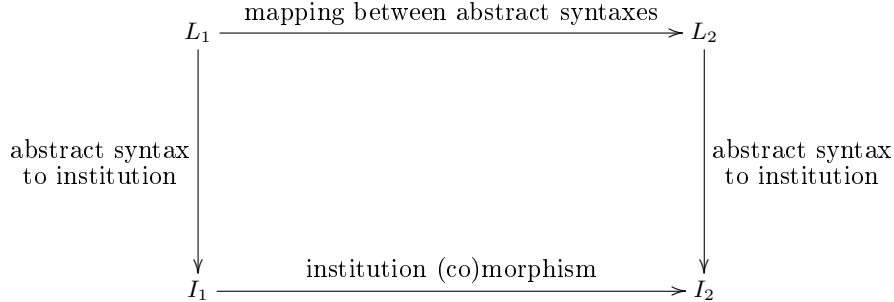 mapping between abstract syntaxes
L₁ L₂
abstract syntax abstract syntax
to institution to institution
institution (co)morphism
I₁ I₂